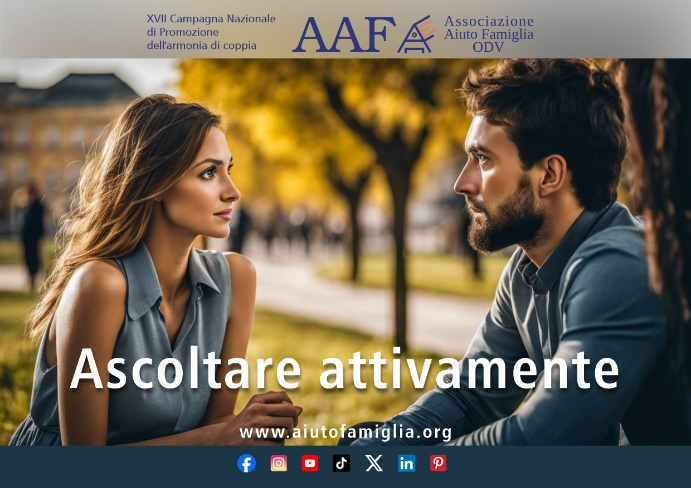 XVII Campagna Nazionale
di Promozione
dell'armonia di coppia
AAF
Associazione
Aiuto Famiglia
ODV
Ascoltare attivamente
www.aiutofamiglia.org